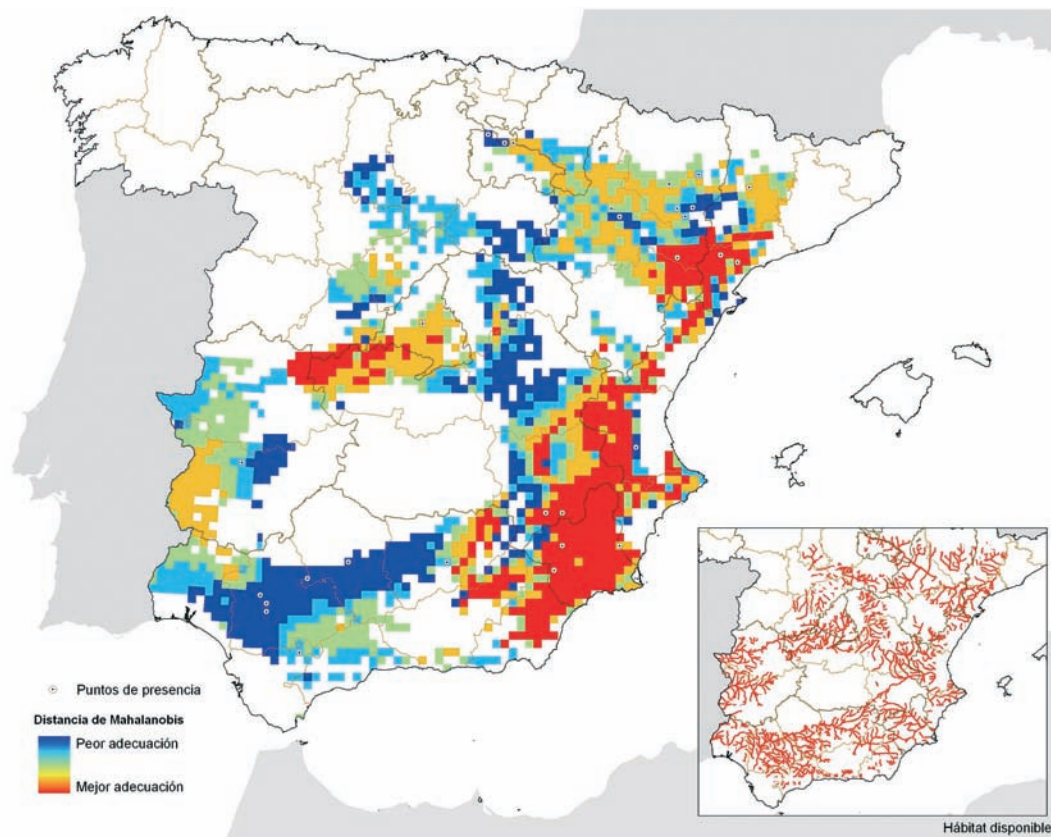 Puntos de presencia
Distancia de Mahalanobis
Peor adecuación
Mejor adecuación
Hábitat disponible